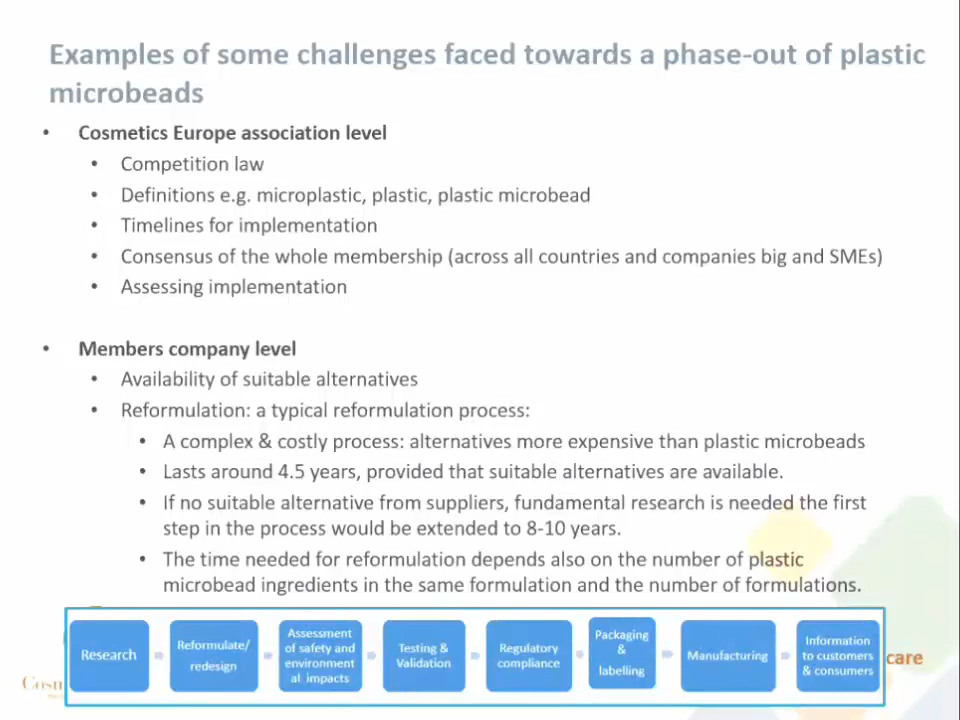 Examples of some challenges faced towards a phase-out of plastic
microbeads
• Cosmetics Europe association level
• Competition law
• Definitions e.g. microplastic, plastic, plastic microbead
• Timelines for implementation
• Consensus of the whole membership (across all countries and companies big and SMEs)
• Assessing implementation
• Members company level
• Availability of suitable alternatives
• Reformulation: a typical reformulation process:
• A complex & costly process: alternatives more expensive than plastic microbeads
• Lasts around 4.5 years, provided that suitable alternatives are available.
• If no suitable alternative from suppliers, fundamental research is needed the first
step in the process would be extended to 8-10 years.
• The time needed for reformulation depends also on the number of plastic
microbead ingredients in the same formulation and the number of formulations.
Research
Reformulate/
redesign
Assessment
of safety and
environment
al impacts
Testing &
Validation
Regulatory
compliance
Packaging
&
labelling
Manufacturing
Information
to customers
& consumers
care